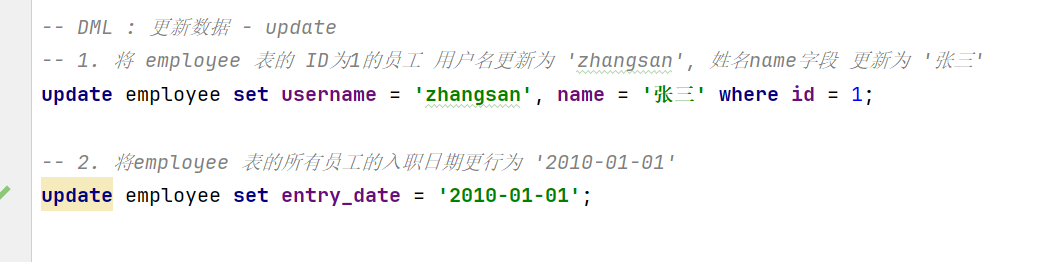 -- DML : 更新数据 - update
-- 1. 将 employee 表的 ID为1的员工 用户名更新为 'zhangsan', 姓名name字段 更新为 '张三'
update employee set username = 'zhangsan', name = '张三' where id = 1;
-- 2. 将employee 表的所有员工的入职日期更行为 '2010-01-01'
update employee set entry_date = '2010-01-01';